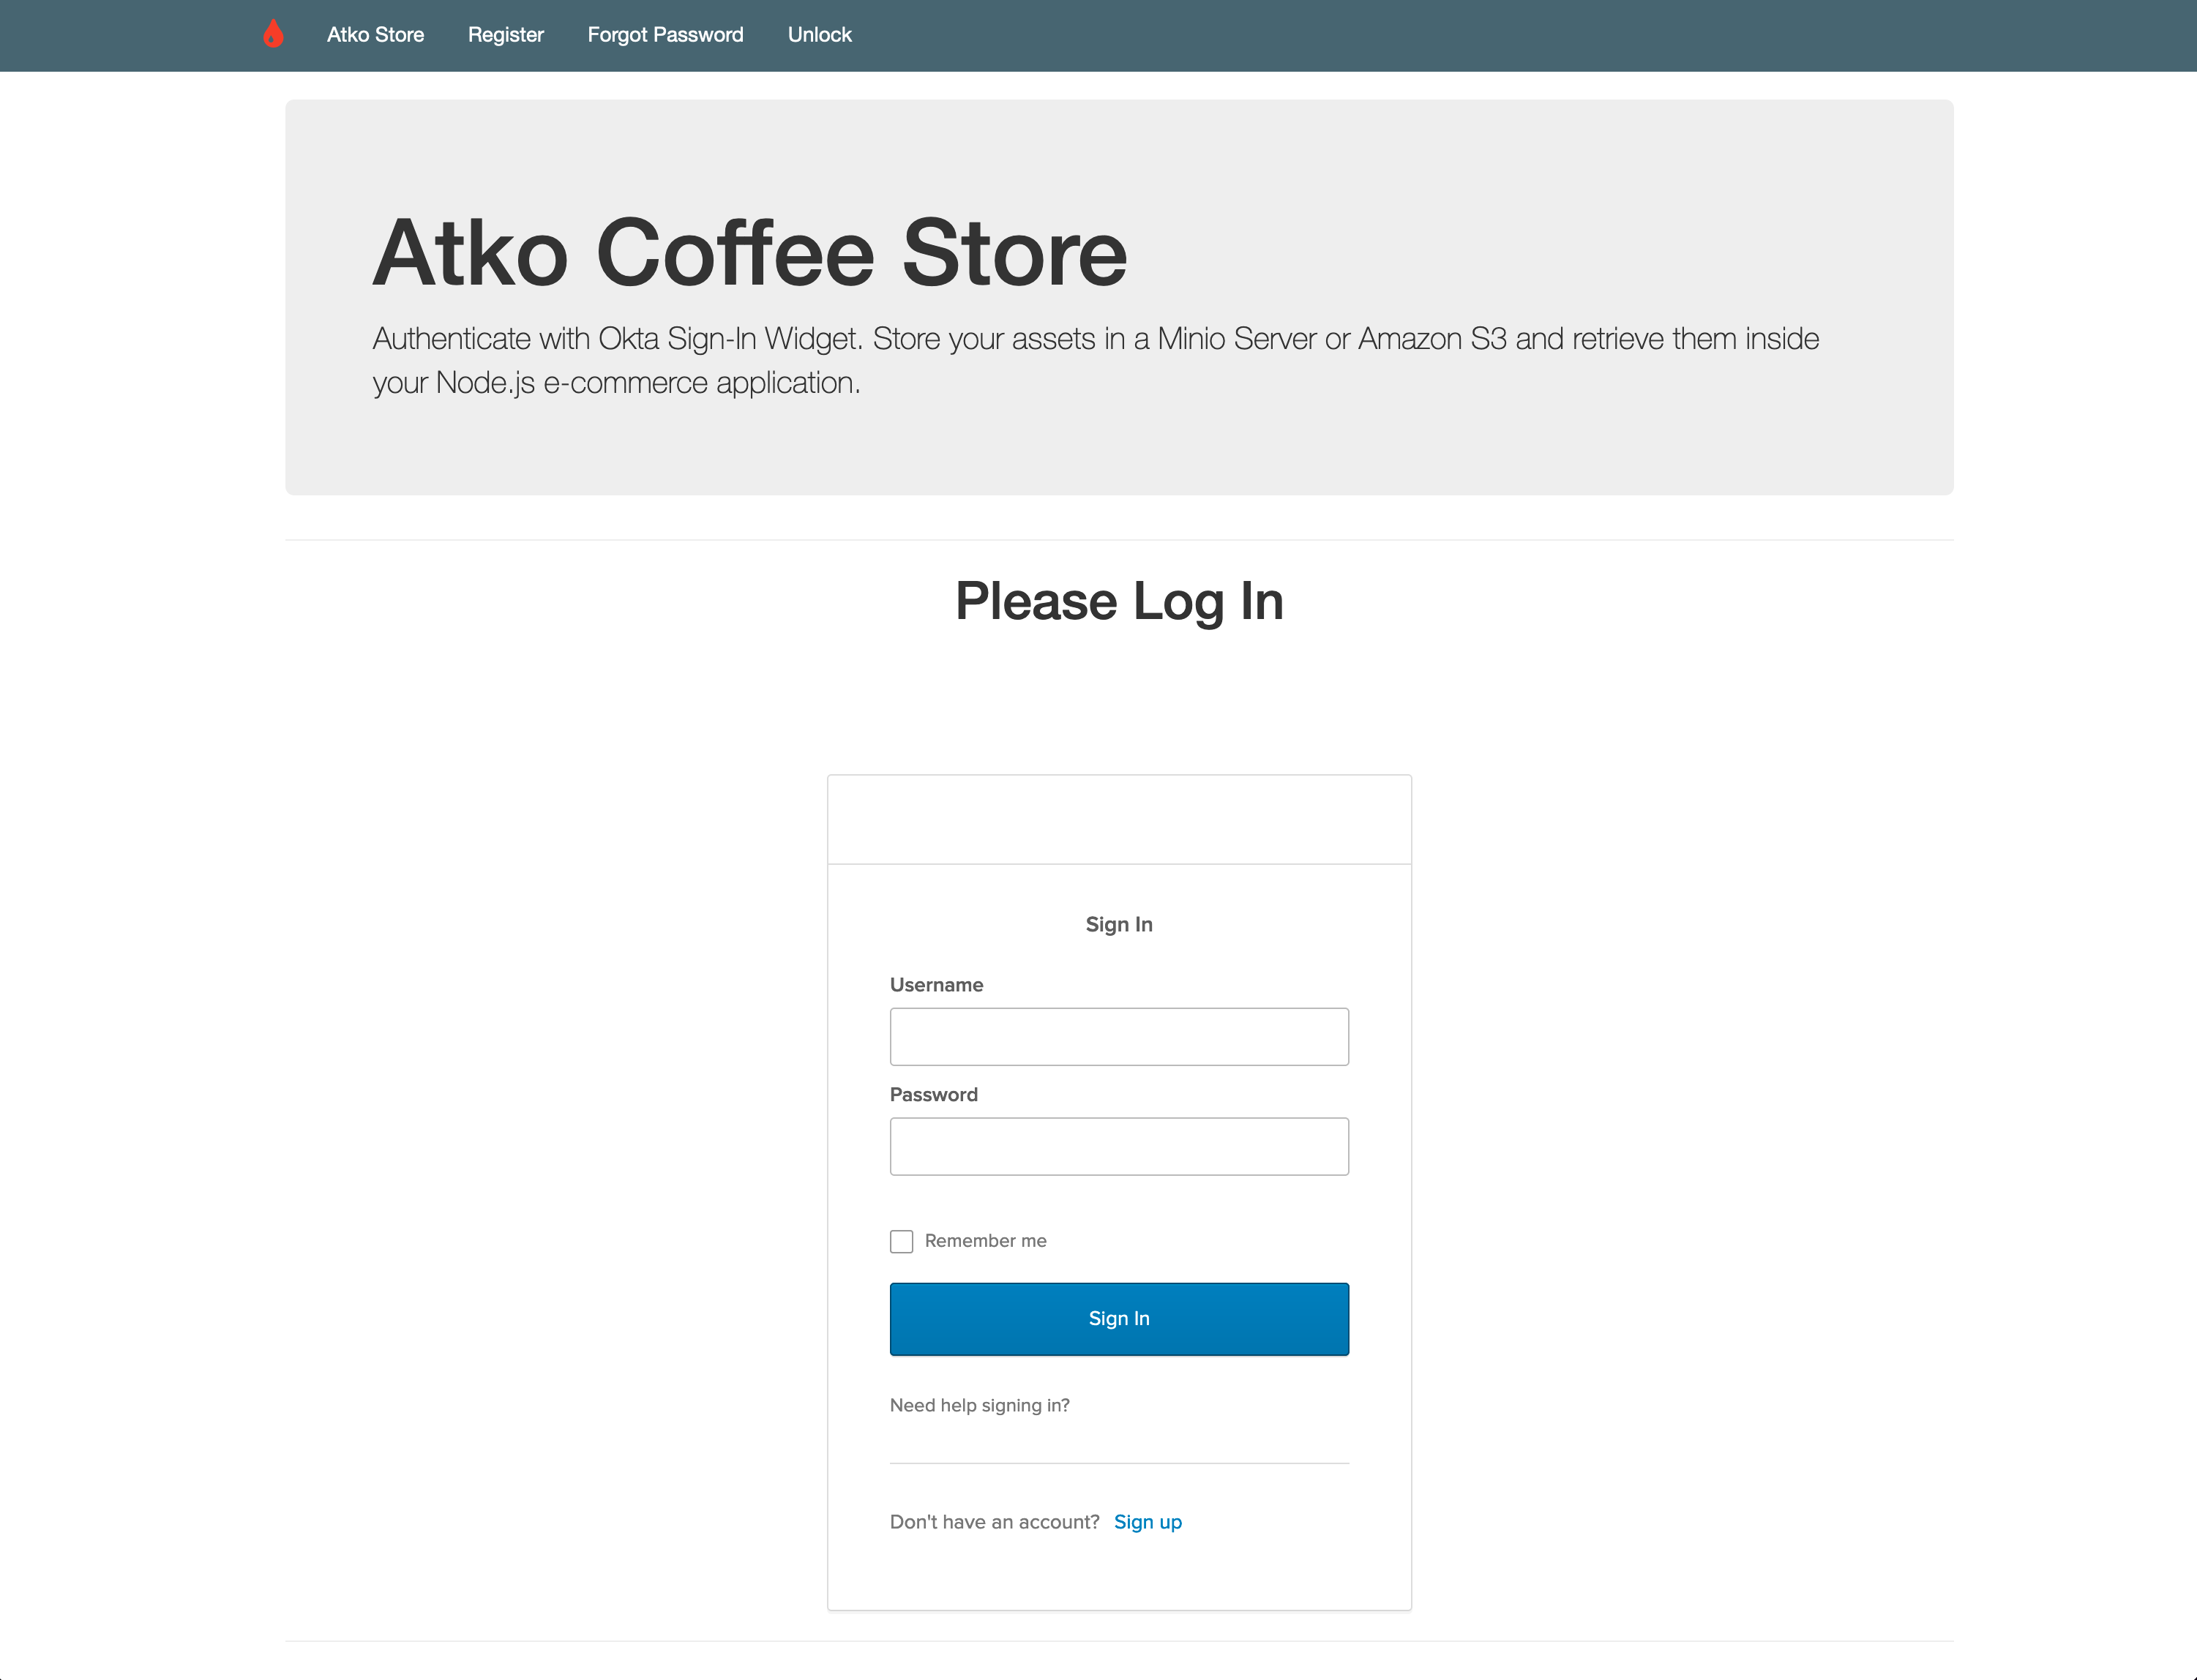 Atko Store Register Forgot Password Unlock
Atko Coffee Store
Authenticate with Okta Sign-In Widget. Store your assets in a Minio Server or Amazon S3 and retrieve them inside
your Node.js e-commerce application.
Please Log In
Sign In
Username
Password
Remember me
Sign In
Need help signing in?
Don't have an account? Sign up